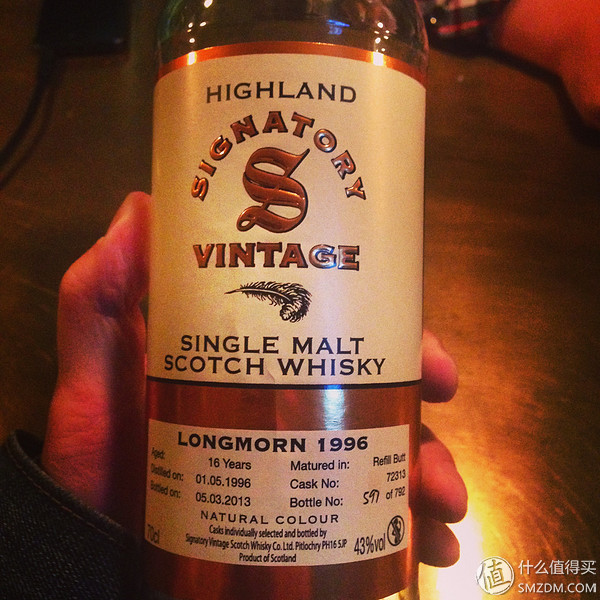 HIGHLAND
SIGNATORY
S
VINTAGE
SINGLE MALT
SCOTCH WHISKY
LONGMORN 1996
Aged: 16 Years
Distilled on: 01.05.1996
Bottled on: 05.03.2013
Matured in: Refill Butt
Cask No: 72313
Bottle No: 597 of 792
NATURAL COLOUR
70cl
Casks individually selected and bottled by
Signatory Vintage Scotch Whisky Co. Ltd. Pitlochry PH16 5JP
Product of Scotland
43%vol
值 什么值得买
SMZDM.COM